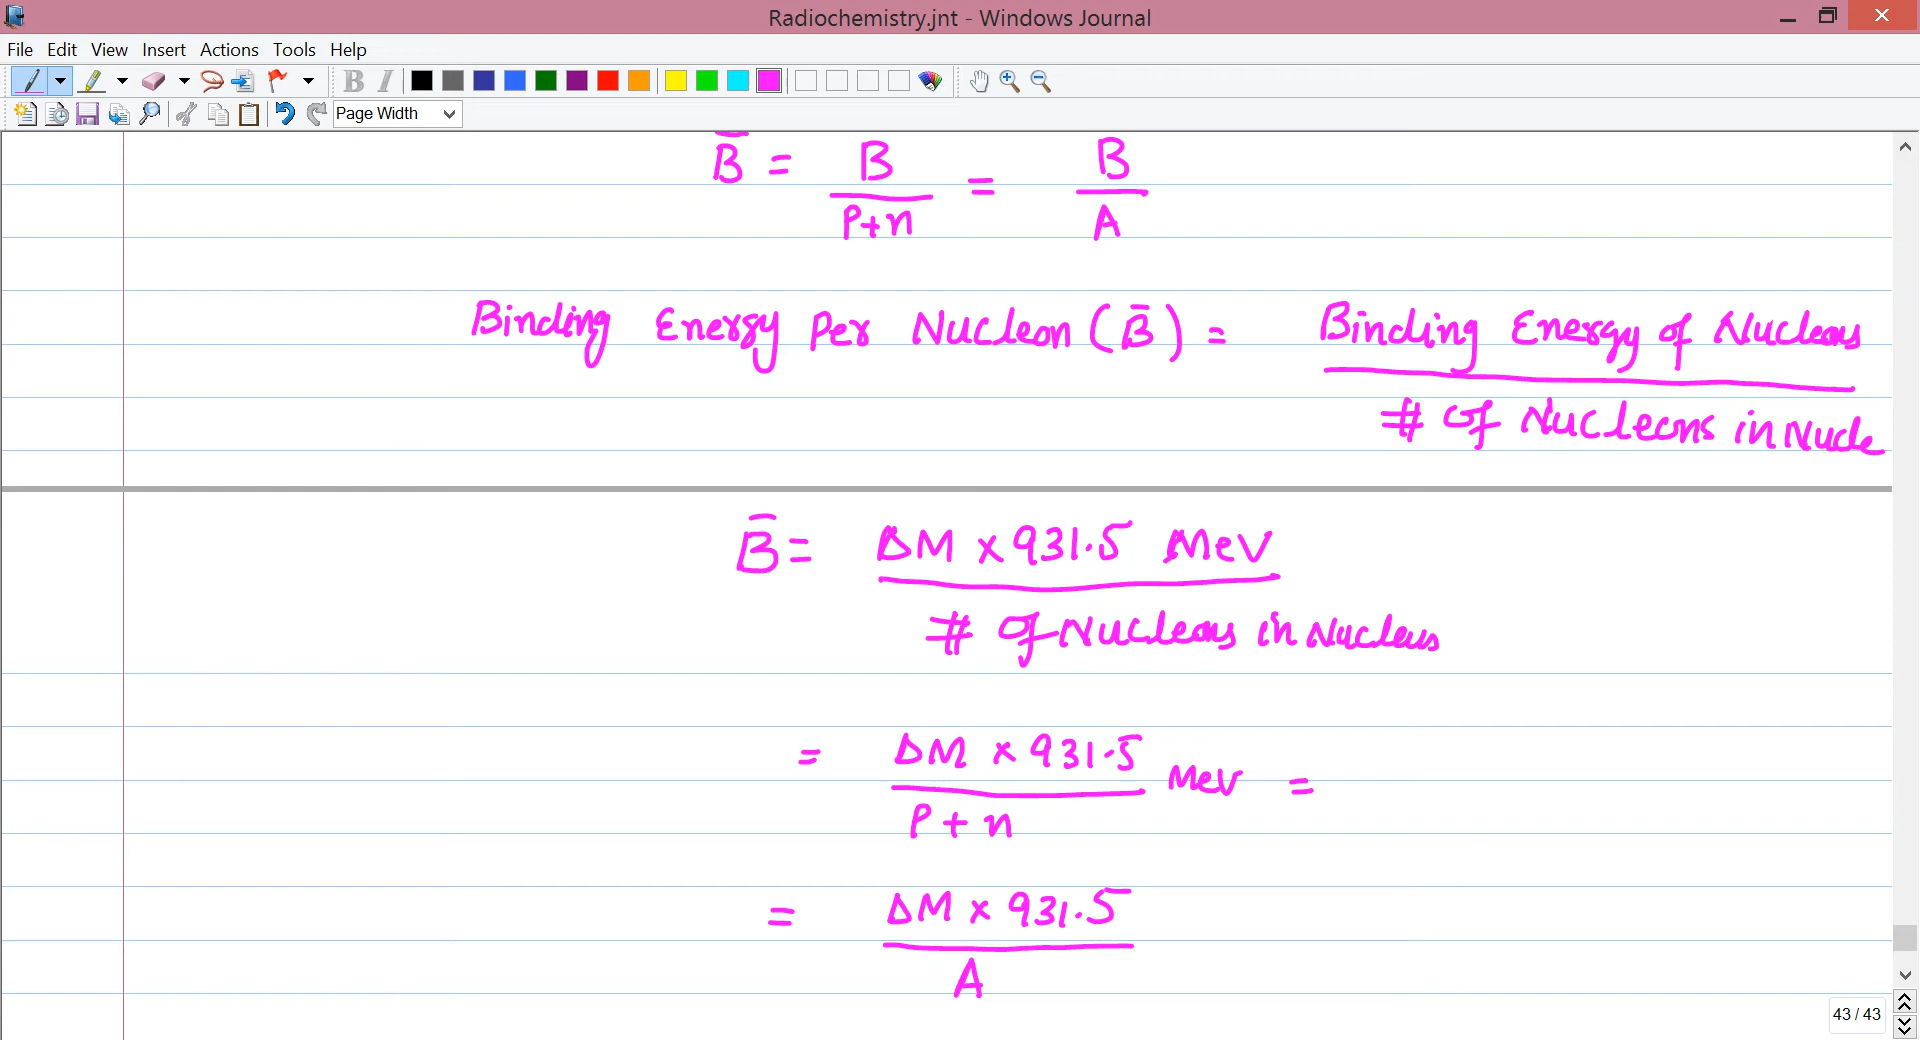 Radiochemistry.jnt - Windows Journal
File Edit View Insert Actions Tools Help
B I
Page Width
B̄ = B / P+n = B / A
Binding Energy Per Nucleon (B̄) = Binding Energy of Nucleus
# of Nucleons in Nucle
B̄ = ΔM × 931.5 MeV
# of Nucleons in Nucleus
= ΔM × 931.5 / P + n MeV =
= ΔM × 931.5
A
43 / 43